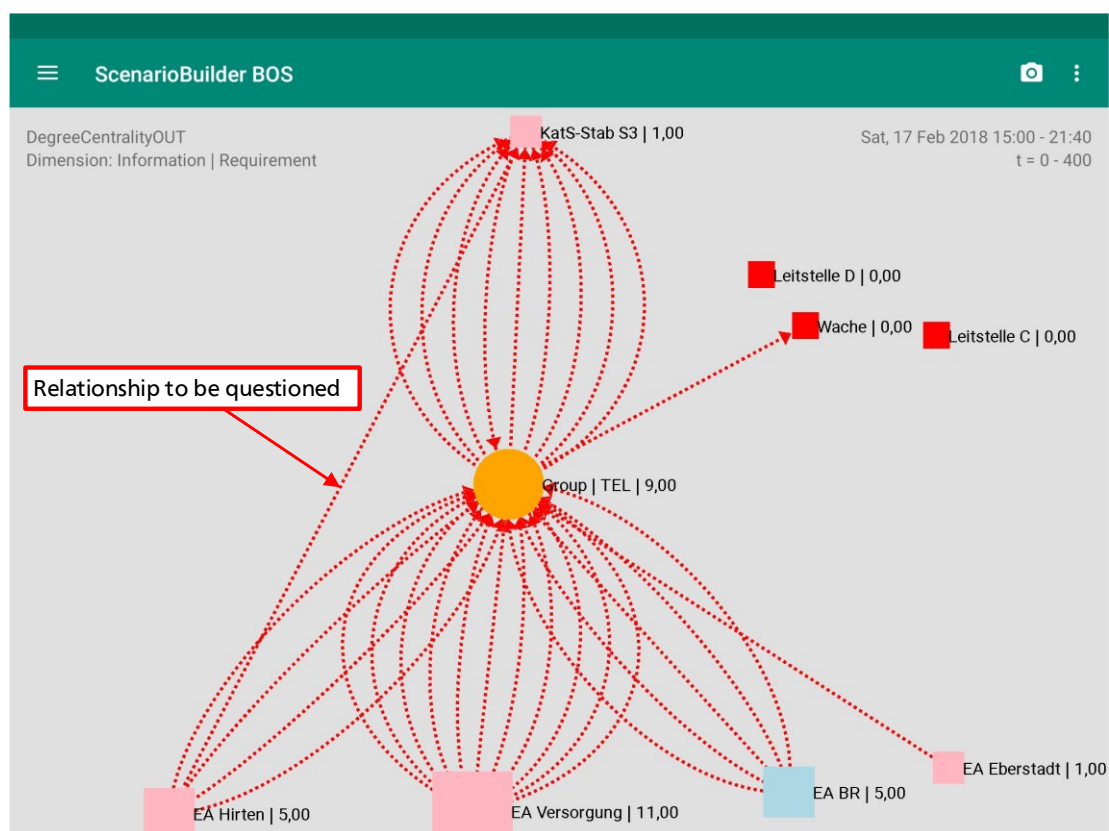 ScenarioBuilder BOS
DegreeCentralityOUT
Dimension: Information | Requirement
Sat, 17 Feb 2018 15:00 - 21:40
t = 0 - 400
KatS-Stab S3 | 1,00
Leitstelle D | 0,00
Wache | 0,00
Leitstelle C | 0,00
Relationship to be questioned
Group | TEL | 9,00
EA Eberstadt | 1,00
EA BR | 5,00
EA Hirten | 5,00
EA Versorgung | 11,00